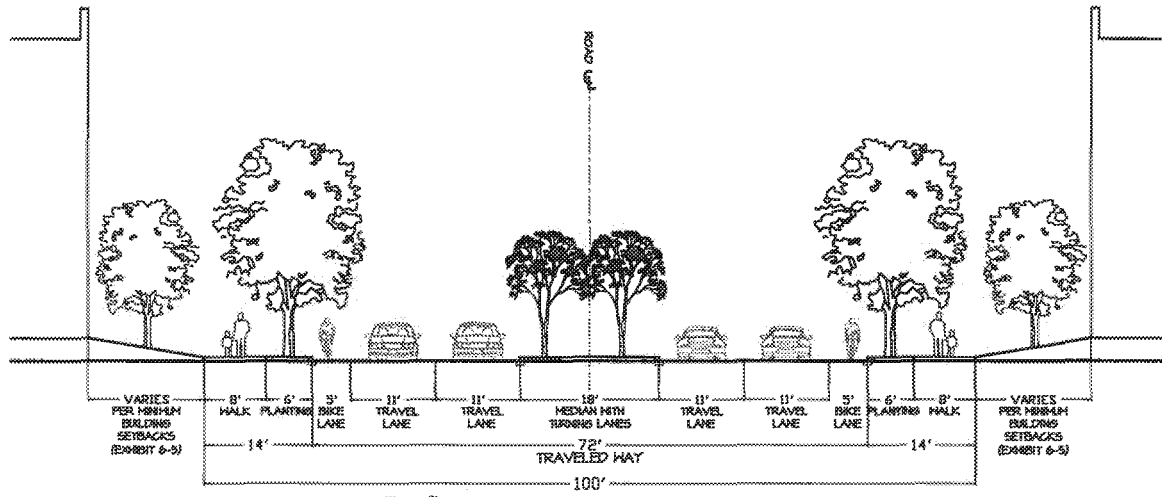 ROAD ℄
VARIES
PER MINIMUM
BUILDING
SETBACKS
(EXHIBIT 6-5)
8'
WALK
6'
PLANTING
5'
BIKE
LANE
11'
TRAVEL
LANE
11'
TRAVEL
LANE
18'
MEDIAN WITH
TURNING LANES
11'
TRAVEL
LANE
11'
TRAVEL
LANE
5'
BIKE
LANE
6'
PLANTING
8'
WALK
VARIES
PER MINIMUM
BUILDING
SETBACKS
(EXHIBIT 6-5)
14'
72'
TRAVELED WAY
14'
100'